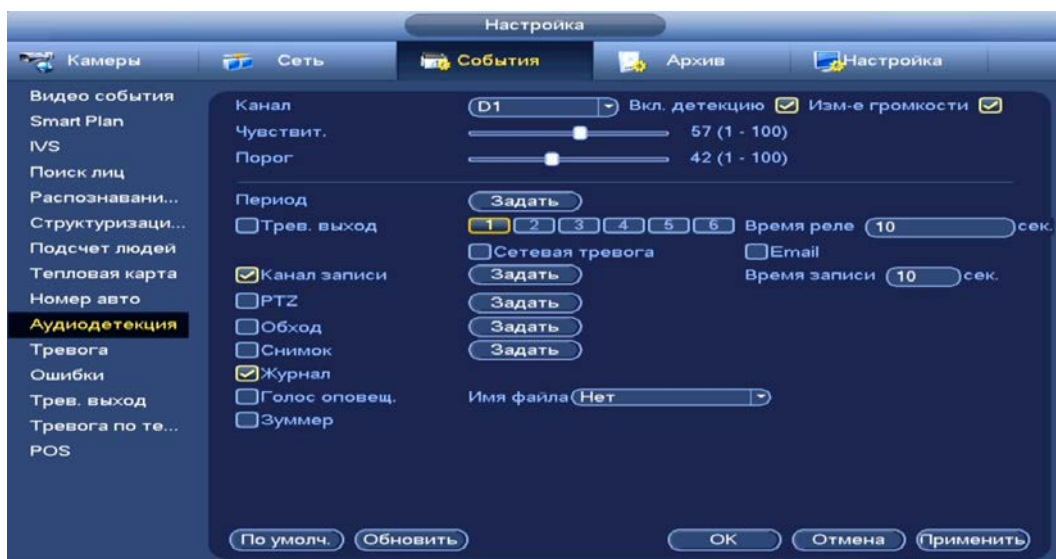 Настройка
Камеры Сеть События Архив Настройка
Видео события
Smart Plan
IVS
Поиск лиц
Распознавани...
Структуризаци...
Подсчет людей
Тепловая карта
Номер авто
Аудиодетекция
Тревога
Ошибки
Трев. выход
Тревога по те...
POS
Канал D1 Вкл. детекцию Изм-е громкости
Чувствит. 57 (1 - 100)
Порог 42 (1 - 100)
Период Задать
Трев. выход 1 2 3 4 5 6 Время реле 10 сек.
Сетевая тревога Email
Канал записи Задать Время записи 10 сек.
PTZ Задать
Обход Задать
Снимок Задать
Журнал
Голос оповещ. Имя файла Нет
Зуммер
По умолч. Обновить OK Отмена Применить